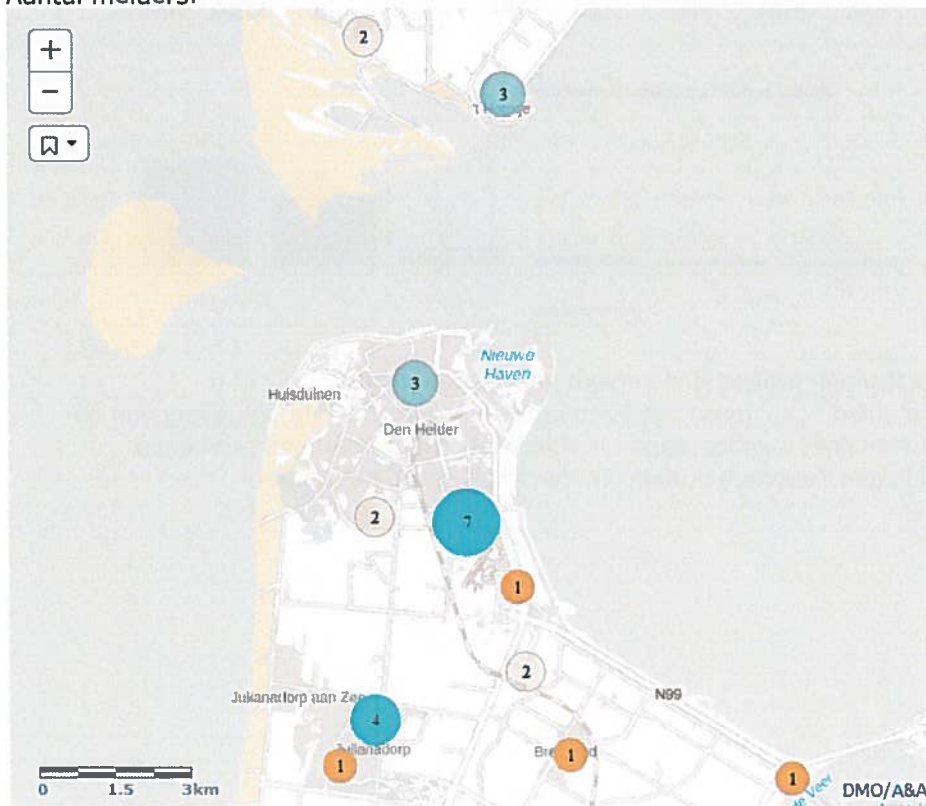 Aantal melders:
2
+
3
−
't Horntje
Nieuwe
Haven
3
Huisduinen
Den Helder
2
7
1
2
Julianadorp aan Zee
N99
4
Julianadorp
1
1
1
0 1.5 3km
DMO/A&A